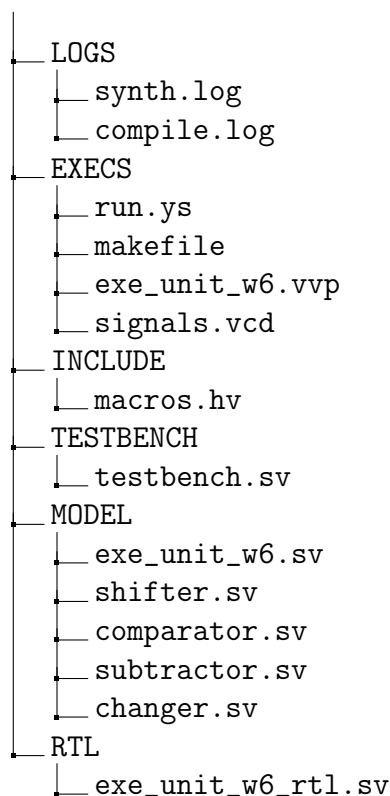 LOGS
synth.log
compile.log
EXECS
run.ys
makefile
exe_unit_w6.vvp
signals.vcd
INCLUDE
macros.hv
TESTBENCH
testbench.sv
MODEL
exe_unit_w6.sv
shifter.sv
comparator.sv
subtractor.sv
changer.sv
RTL
exe_unit_w6_rtl.sv